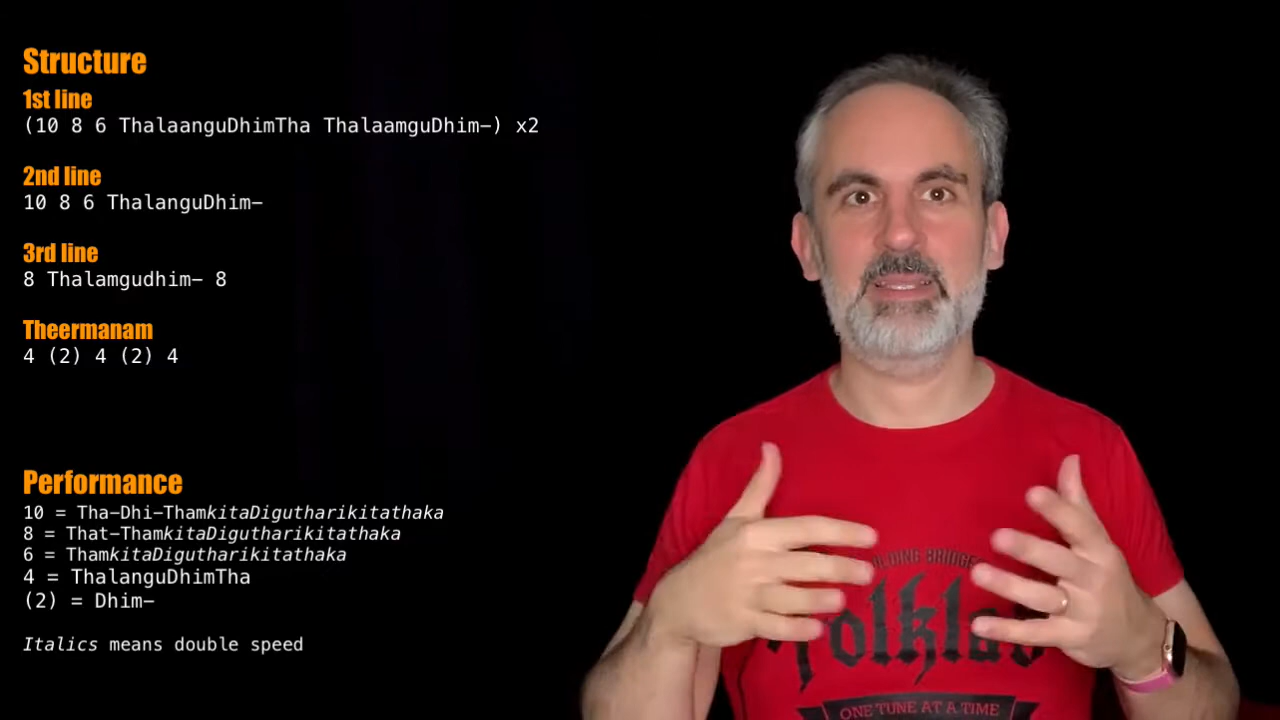 Structure
1st line
(10 8 6 ThalaanguDhimTha ThalaamguDhim–) x2
2nd line
10 8 6 ThalanguDhim–
3rd line
8 Thalamgudhim– 8
Theermanam
4 (2) 4 (2) 4
Performance
10 = Tha-Dhi-ThamkitaDigutharikitathaka
8 = That-ThamkitaDigutharikitathaka
6 = ThamkitaDigutharikitathaka
4 = ThalanguDhimTha
(2) = Dhim–
Italics means double speed
ONE TUNE AT A TIME